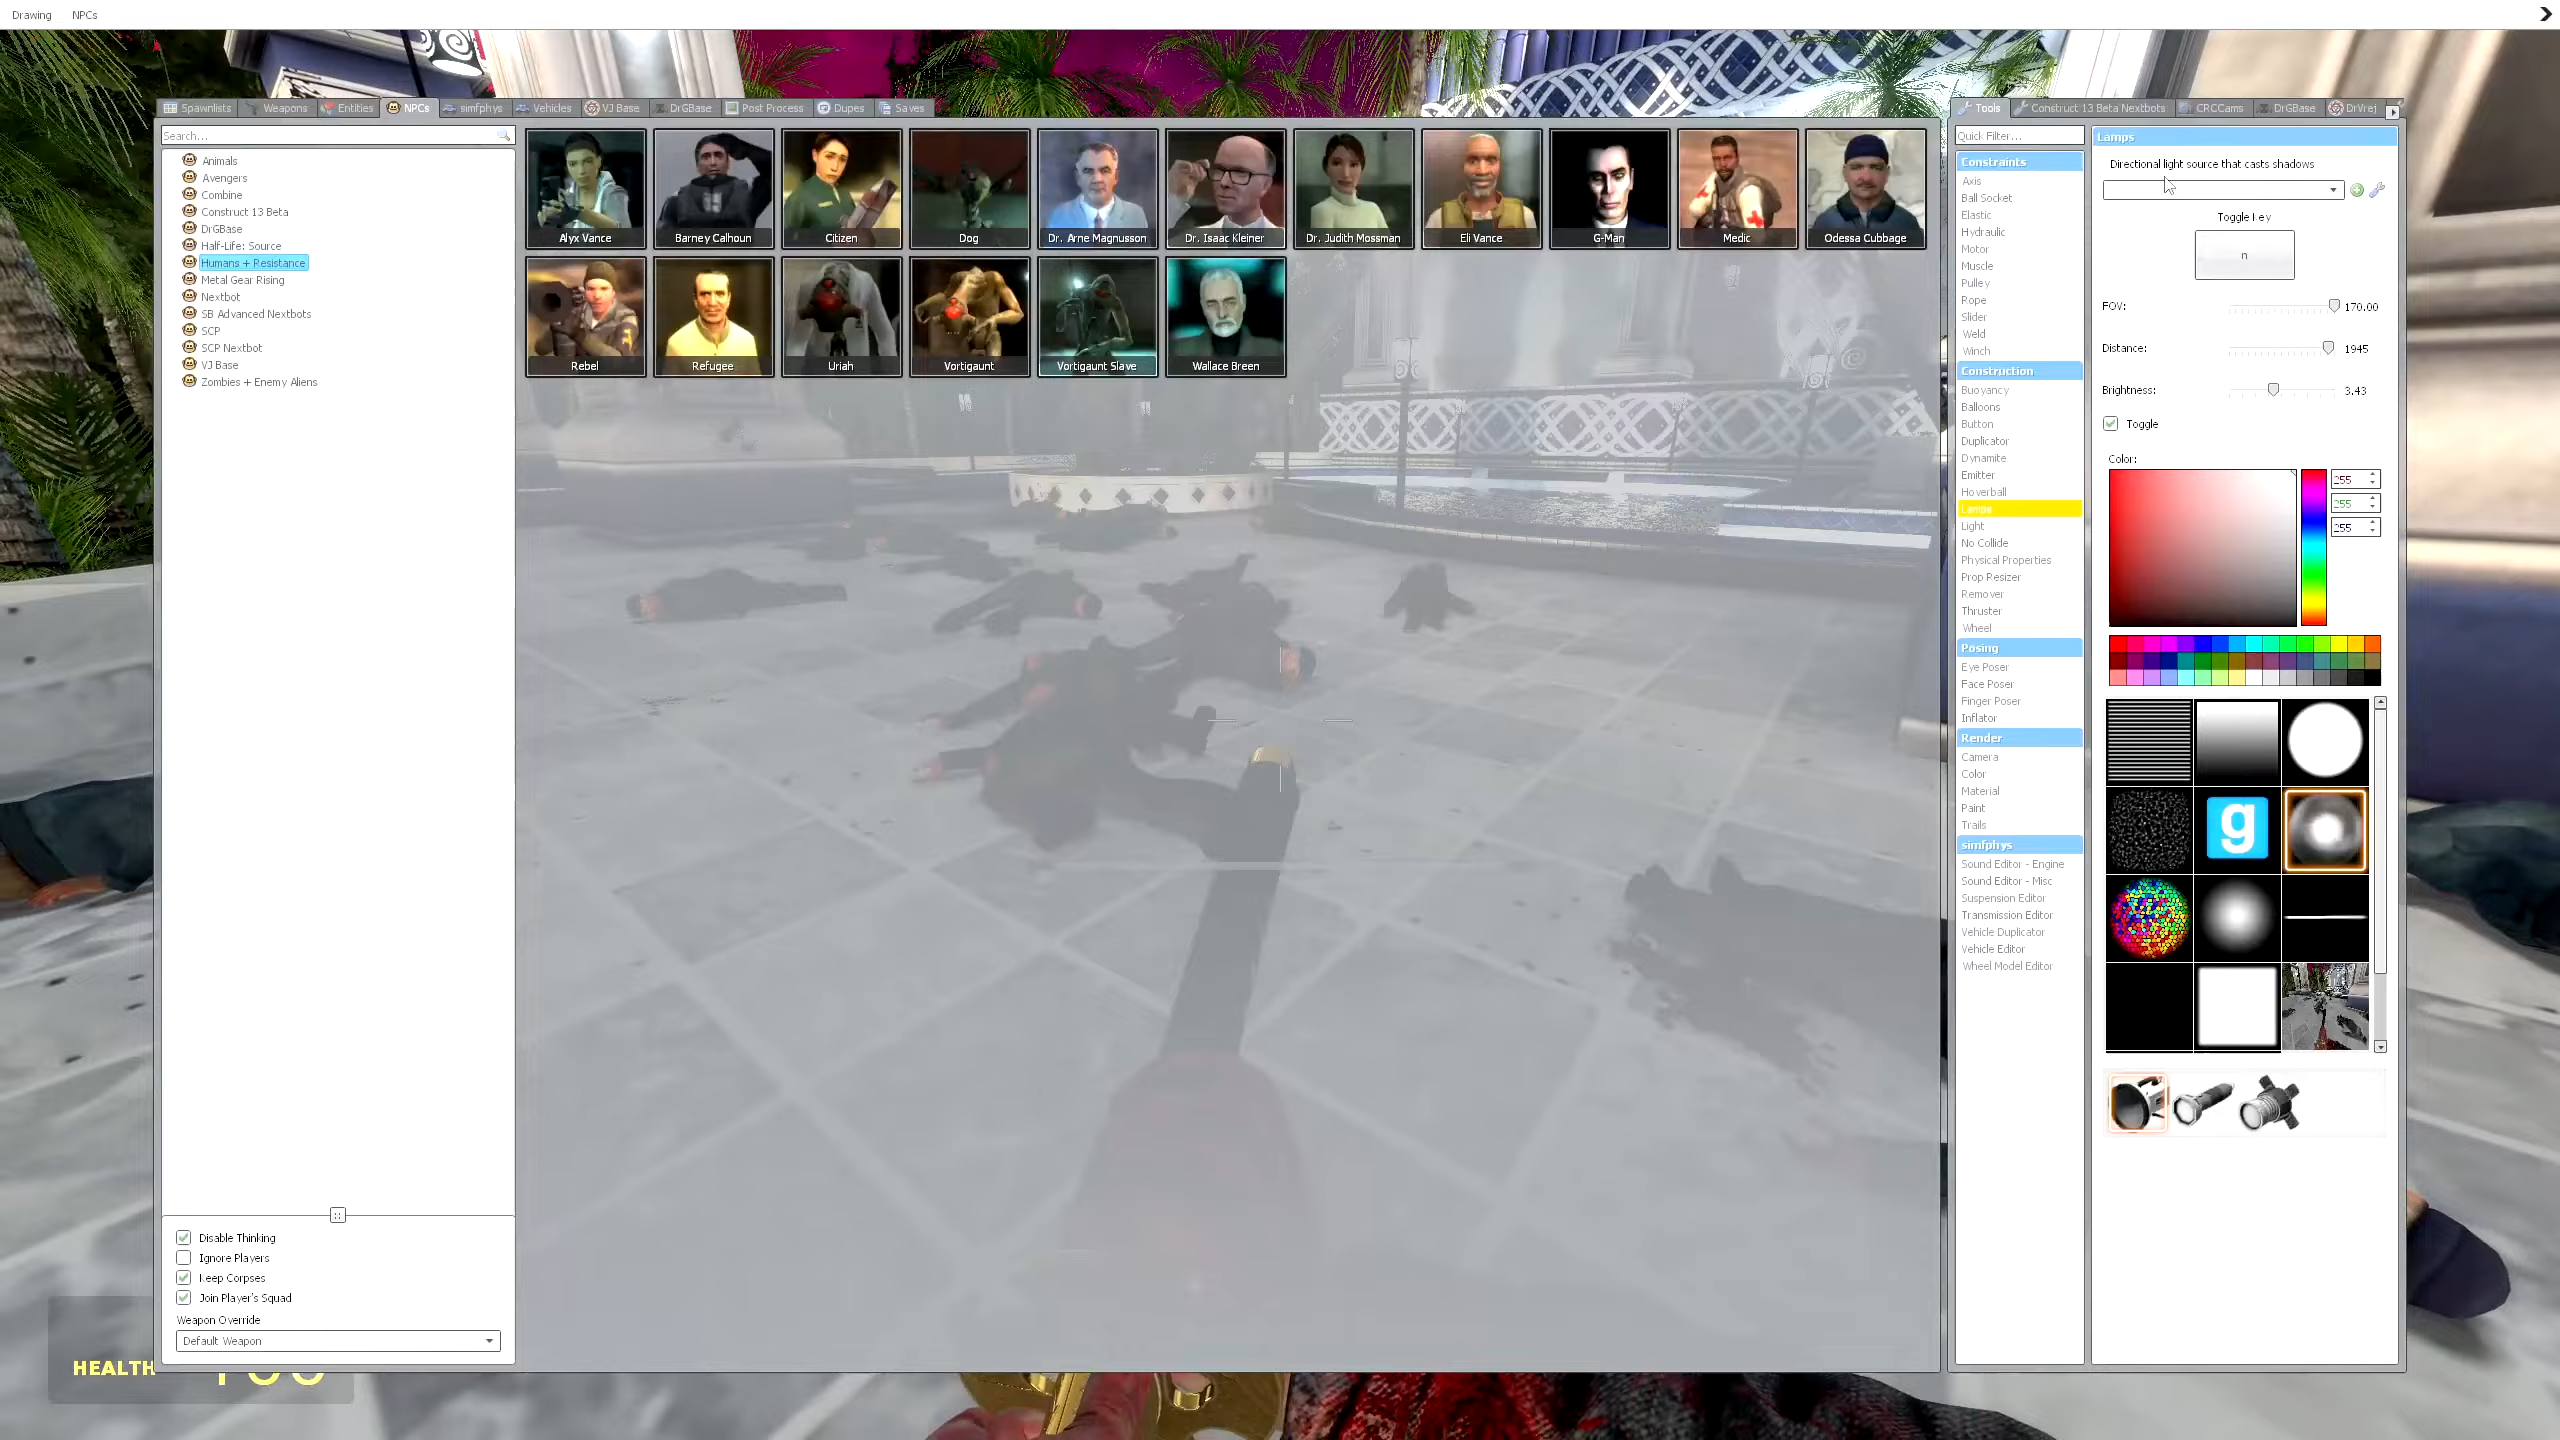 Drawing NPCs
Spawnlists Weapons Entities NPCs simfphys Vehicles VJ Base DrGBase Post Process Dupes Saves
Search...
Animals
Avengers
Combine
Construct 13 Beta
DrGBase
Half-Life: Source
Humans + Resistance
Metal Gear Rising
Nextbot
SB Advanced Nextbots
SCP
SCP Nextbot
VJ Base
Zombies + Enemy Aliens
Alyx Vance
Barney Calhoun
Citizen
Dog
Dr. Arne Magnusson
Dr. Isaac Kleiner
Dr. Judith Mossman
Eli Vance
G-Man
Medic
Odessa Cubbage
Rebel
Refugee
Uriah
Vortigaunt
Vortigaunt Slave
Wallace Breen
Disable Thinking
Ignore Players
Keep Corpses
Join Player's Squad
Weapon Override
Default Weapon
HEALTH
Tools Construct 13 Beta Nextbots CRCCams DrGBase DrVrej
Quick Filter...
Constraints
Axis
Ball Socket
Elastic
Hydraulic
Motor
Muscle
Pulley
Rope
Slider
Weld
Winch
Construction
Buoyancy
Balloons
Button
Duplicator
Dynamite
Emitter
Hoverball
Lamps
Light
No Collide
Physical Properties
Prop Resizer
Remover
Thruster
Wheel
Posing
Eye Poser
Face Poser
Finger Poser
Inflator
Render
Camera
Color
Material
Paint
Trails
simfphys
Sound Editor - Engine
Sound Editor - Misc
Suspension Editor
Transmission Editor
Vehicle Duplicator
Vehicle Editor
Wheel Model Editor
Lamps
Directional light source that casts shadows
Toggle Key
n
FOV: 170.00
Distance: 1945
Brightness: 3.43
Toggle
Color:
255
255
255
g